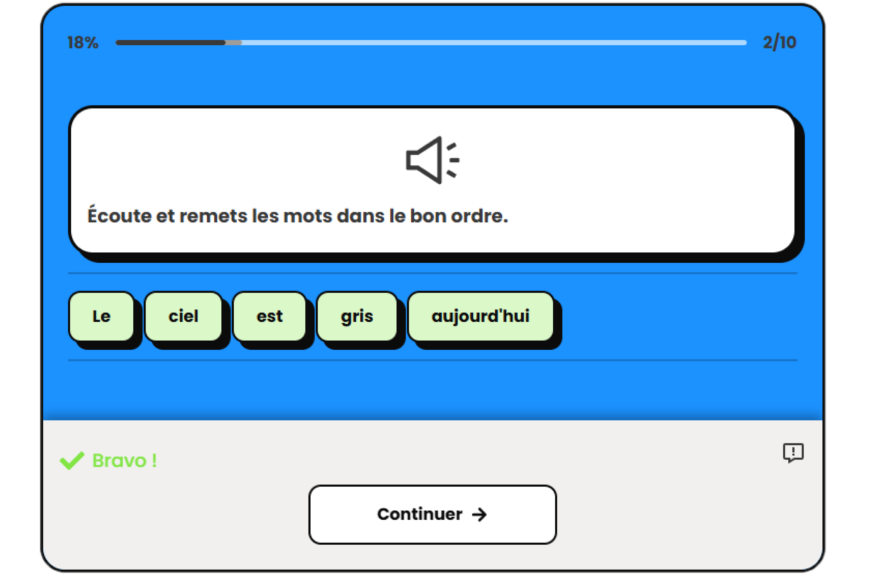 18% 2/10
Écoute et remets les mots dans le bon ordre.
Le ciel est gris aujourd'hui
Bravo !
Continuer →